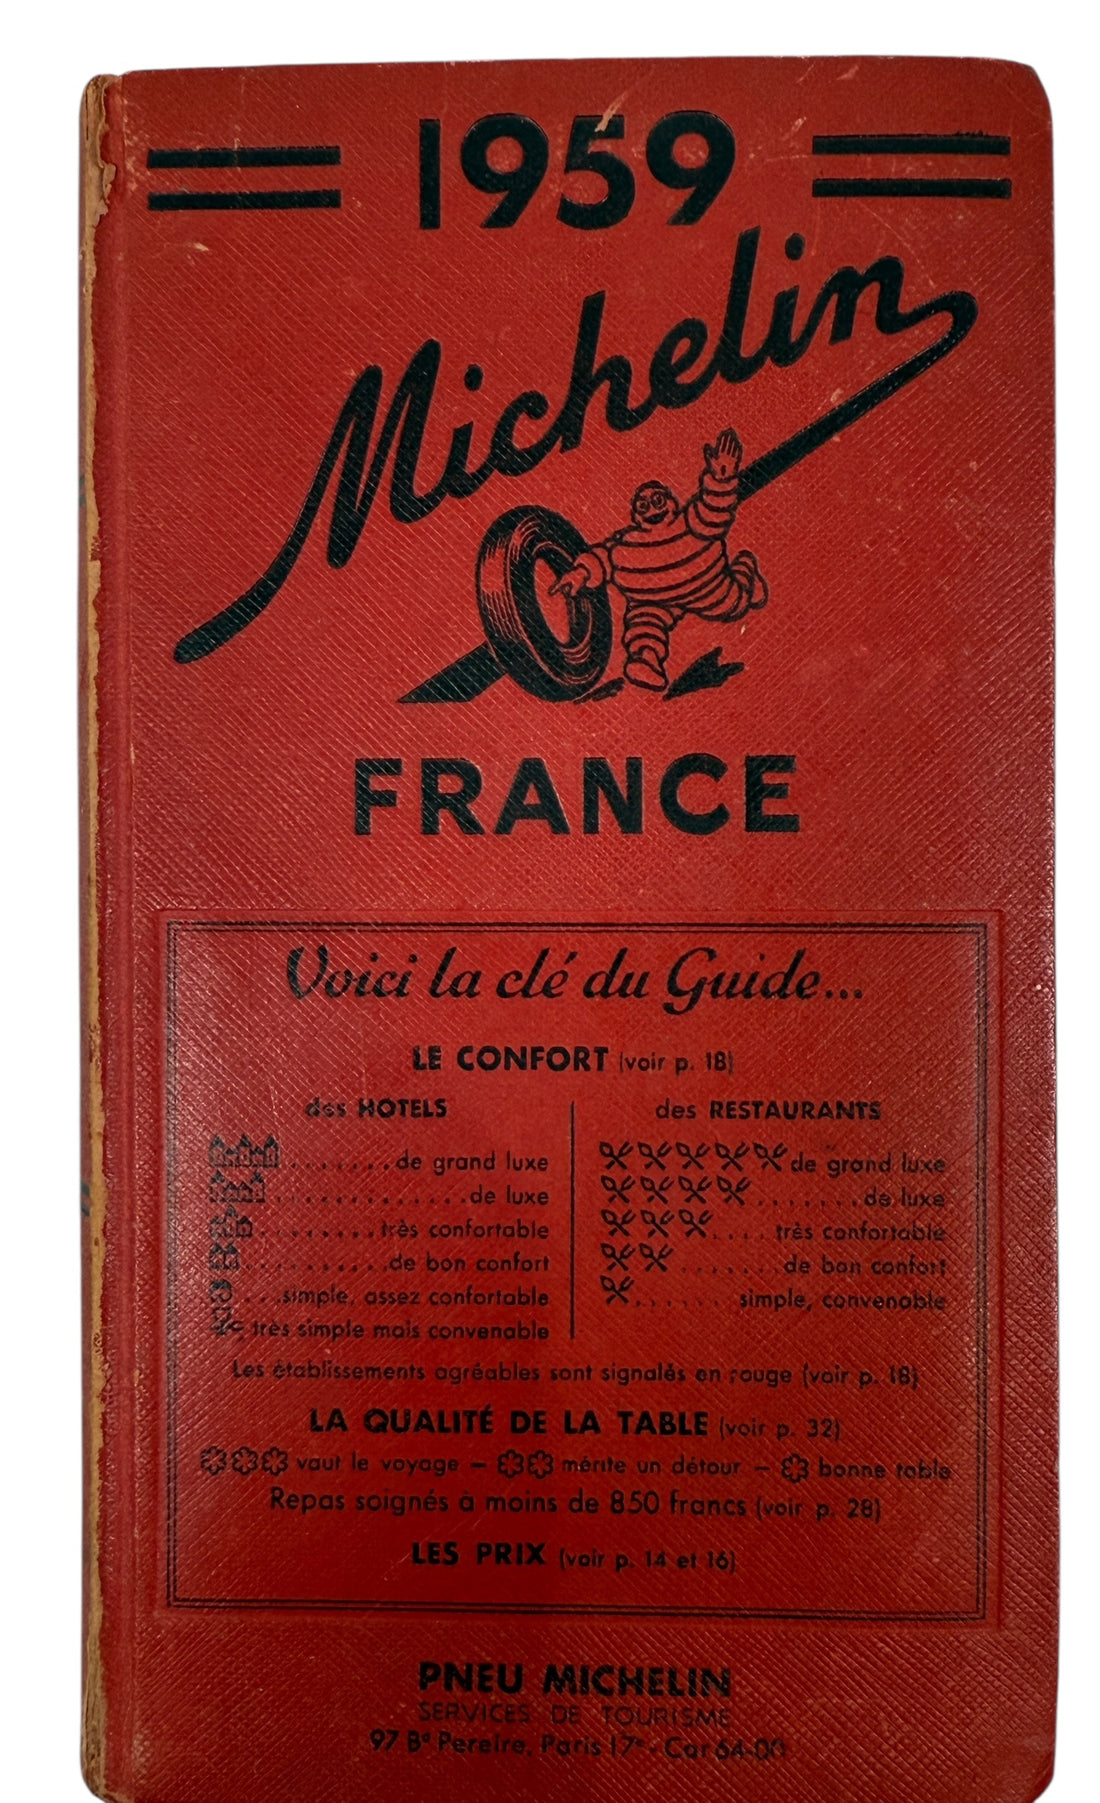 1959
Michelin
FRANCE
Voici la clé du Guide...
LE CONFORT (voir p. 18)
des HOTELS
........de grand luxe
..............de luxe
.........très confortable
...........de bon confort
...simple, assez confortable
très simple mais convenable
des RESTAURANTS
de grand luxe
........de luxe
.....très confortable
.......de bon confort
.......simple, convenable
Les établissements agréables sont signalés en rouge (voir p. 18)
LA QUALITÉ DE LA TABLE (voir p. 32)
vaut le voyage – mérite un détour – bonne table
Repas soignés à moins de 850 francs (voir p. 28)
LES PRIX (voir p. 14 et 16)
PNEU MICHELIN
SERVICES DE TOURISME
97 Bd Pereire, Paris 17e - Car 64-00